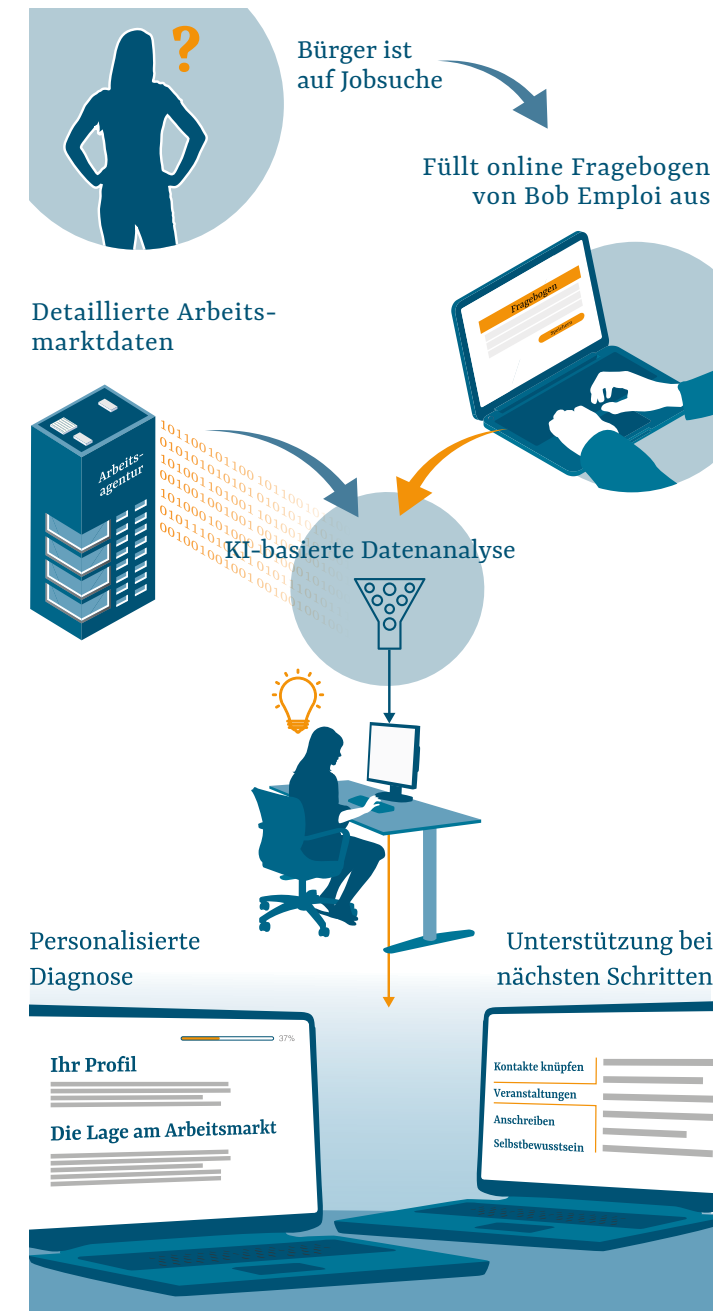 ?
Bürger ist
auf Jobsuche
Füllt online Fragebogen
von Bob Emploi aus
Fragebogen
Detaillierte Arbeits-
marktdaten
Arbeits-
agentur
KI-basierte Datenanalyse
Personalisierte
Diagnose
Unterstützung bei
nächsten Schritten
37%
Ihr Profil
Die Lage am Arbeitsmarkt
Kontakte knüpfen
Veranstaltungen
Anschreiben
Selbstbewusstsein